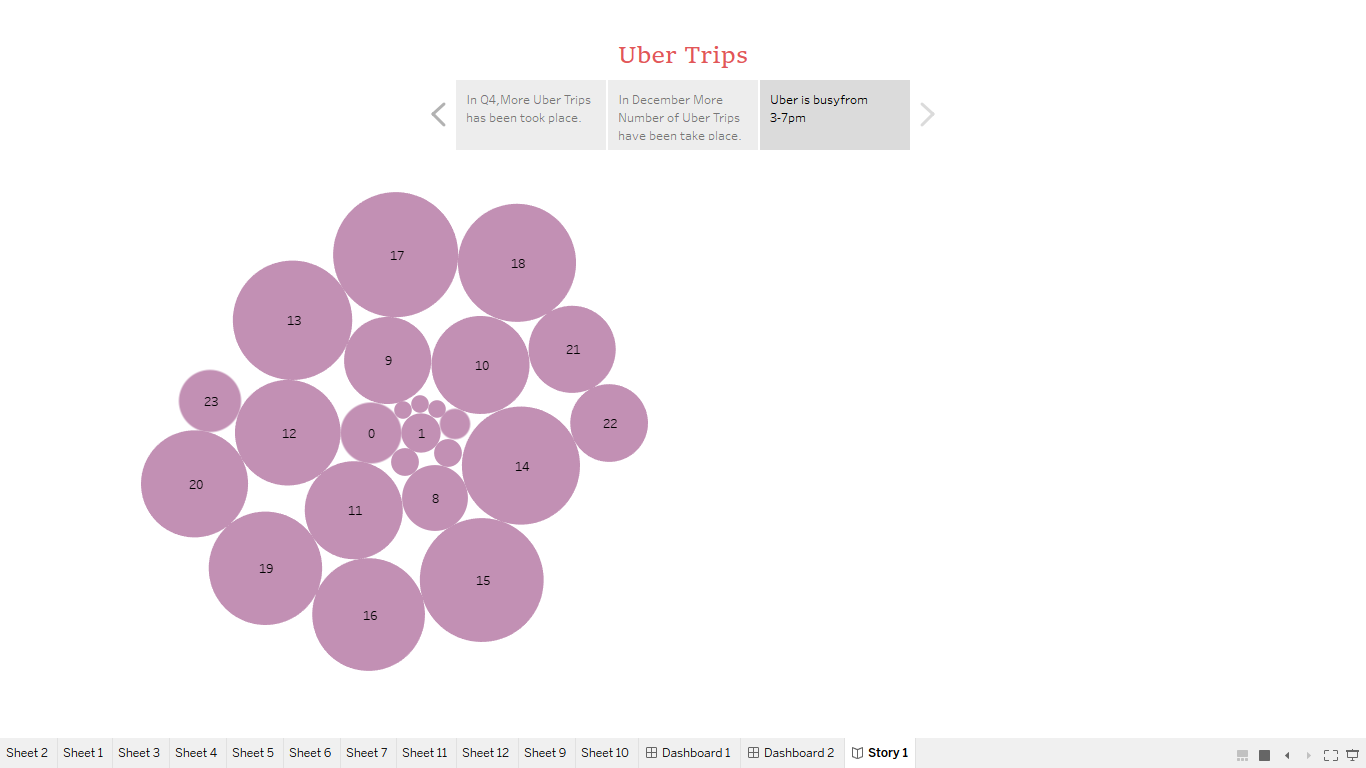 Uber Trips
In Q4,More Uber Trips
has been took place.
In December More
Number of Uber Trips
have been take place.
Uber is busyfrom
3-7pm
17
18
13
21
9
10
23
22
12
0
1
14
20
8
11
19
15
16
Sheet 2
Sheet 1
Sheet 3
Sheet 4
Sheet 5
Sheet 6
Sheet 7
Sheet 11
Sheet 12
Sheet 9
Sheet 10
Dashboard 1
Dashboard 2
Story 1